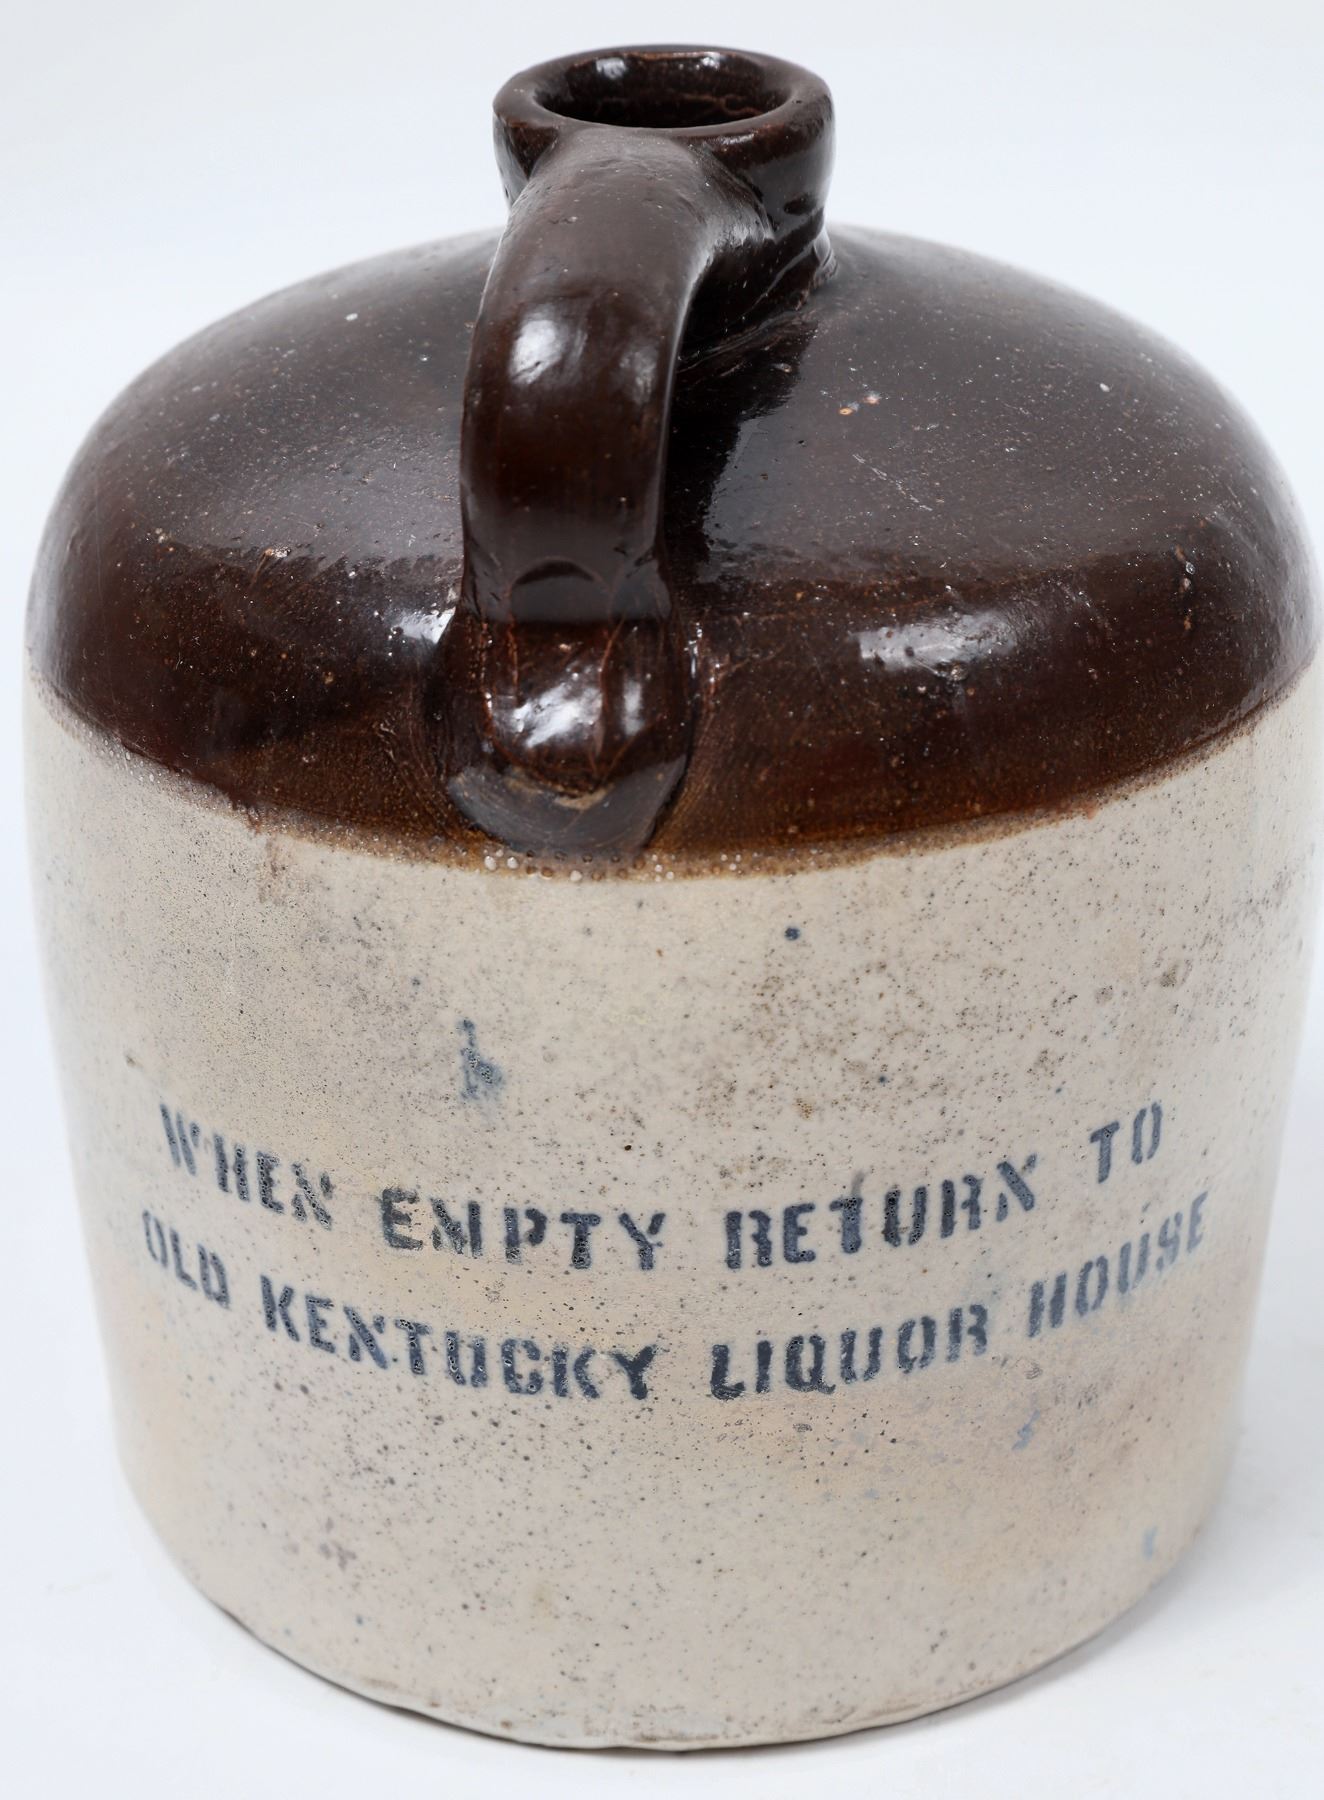 WHEN EMPTY RETURN TO
OLD KENTUCKY LIQUOR HOUSE